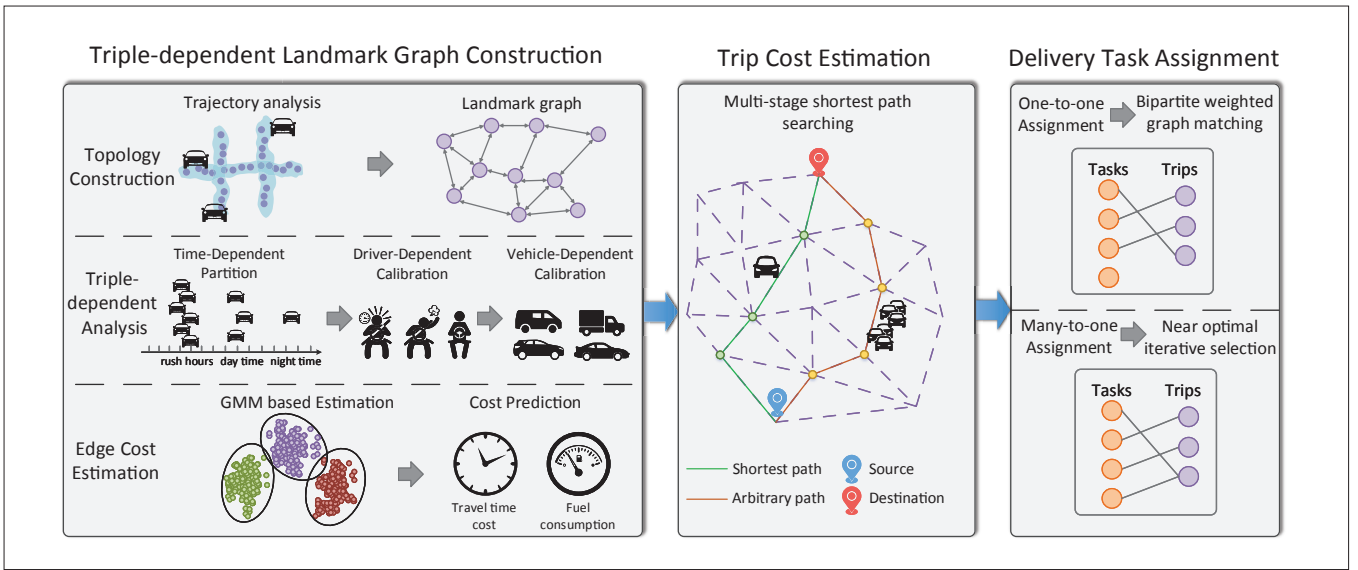 Triple-dependent Landmark Graph Construction
Topology
Construction
Trajectory analysis
Landmark graph
Triple-
dependent
Analysis
Time-Dependent
Partition
rush hours day time night time
Driver-Dependent
Calibration
Vehicle-Dependent
Calibration
Edge Cost
Estimation
GMM based Estimation
Cost Prediction
Travel time
cost
Fuel
consumption
Trip Cost Estimation
Multi-stage shortest path
searching
Shortest path
Source
Arbitrary path
Destination
Delivery Task Assignment
One-to-one
Assignment
Bipartite weighted
graph matching
Tasks
Trips
Many-to-one
Assignment
Near optimal
iterative selection
Tasks
Trips